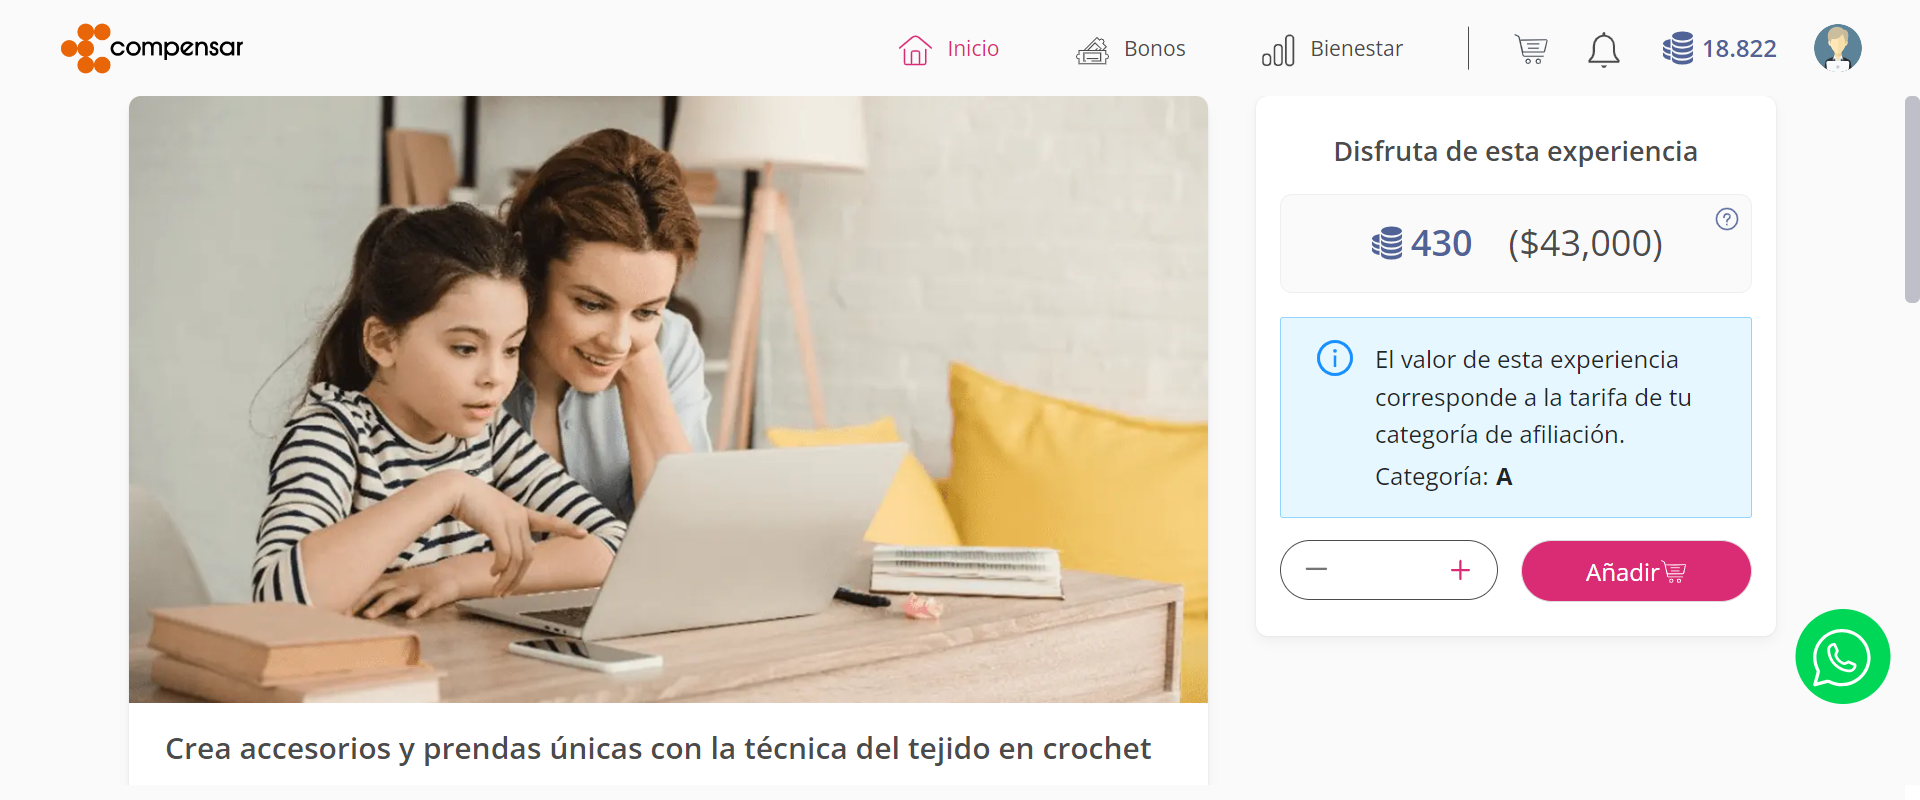 compensar
Inicio
Bonos
Bienestar
18.822
Disfruta de esta experiencia
430 ($43,000)
?
El valor de esta experiencia
corresponde a la tarifa de tu
categoría de afiliación.
Categoría: A
Añadir
Crea accesorios y prendas únicas con la técnica del tejido en crochet